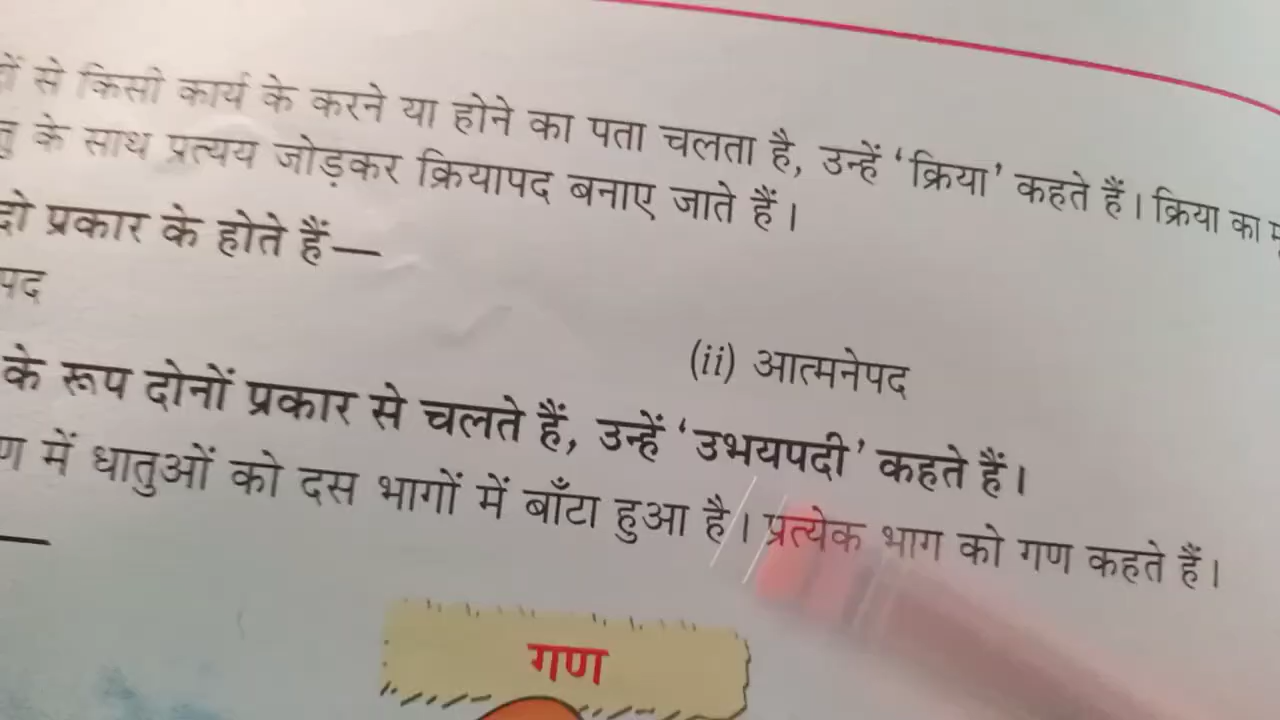 से किसी कार्य के करने या होने का पता चलता है, उन्हें ‘क्रिया’ कहते हैं। क्रिया का
के साथ प्रत्यय जोड़कर क्रियापद बनाए जाते हैं।
दो प्रकार के होते हैं—
पद
(ii) आत्मनेपद
के रूप दोनों प्रकार से चलते हैं, उन्हें ‘उभयपदी’ कहते हैं।
में धातुओं को दस भागों में बाँटा हुआ है। प्रत्येक भाग को गण कहते हैं।
—
गण